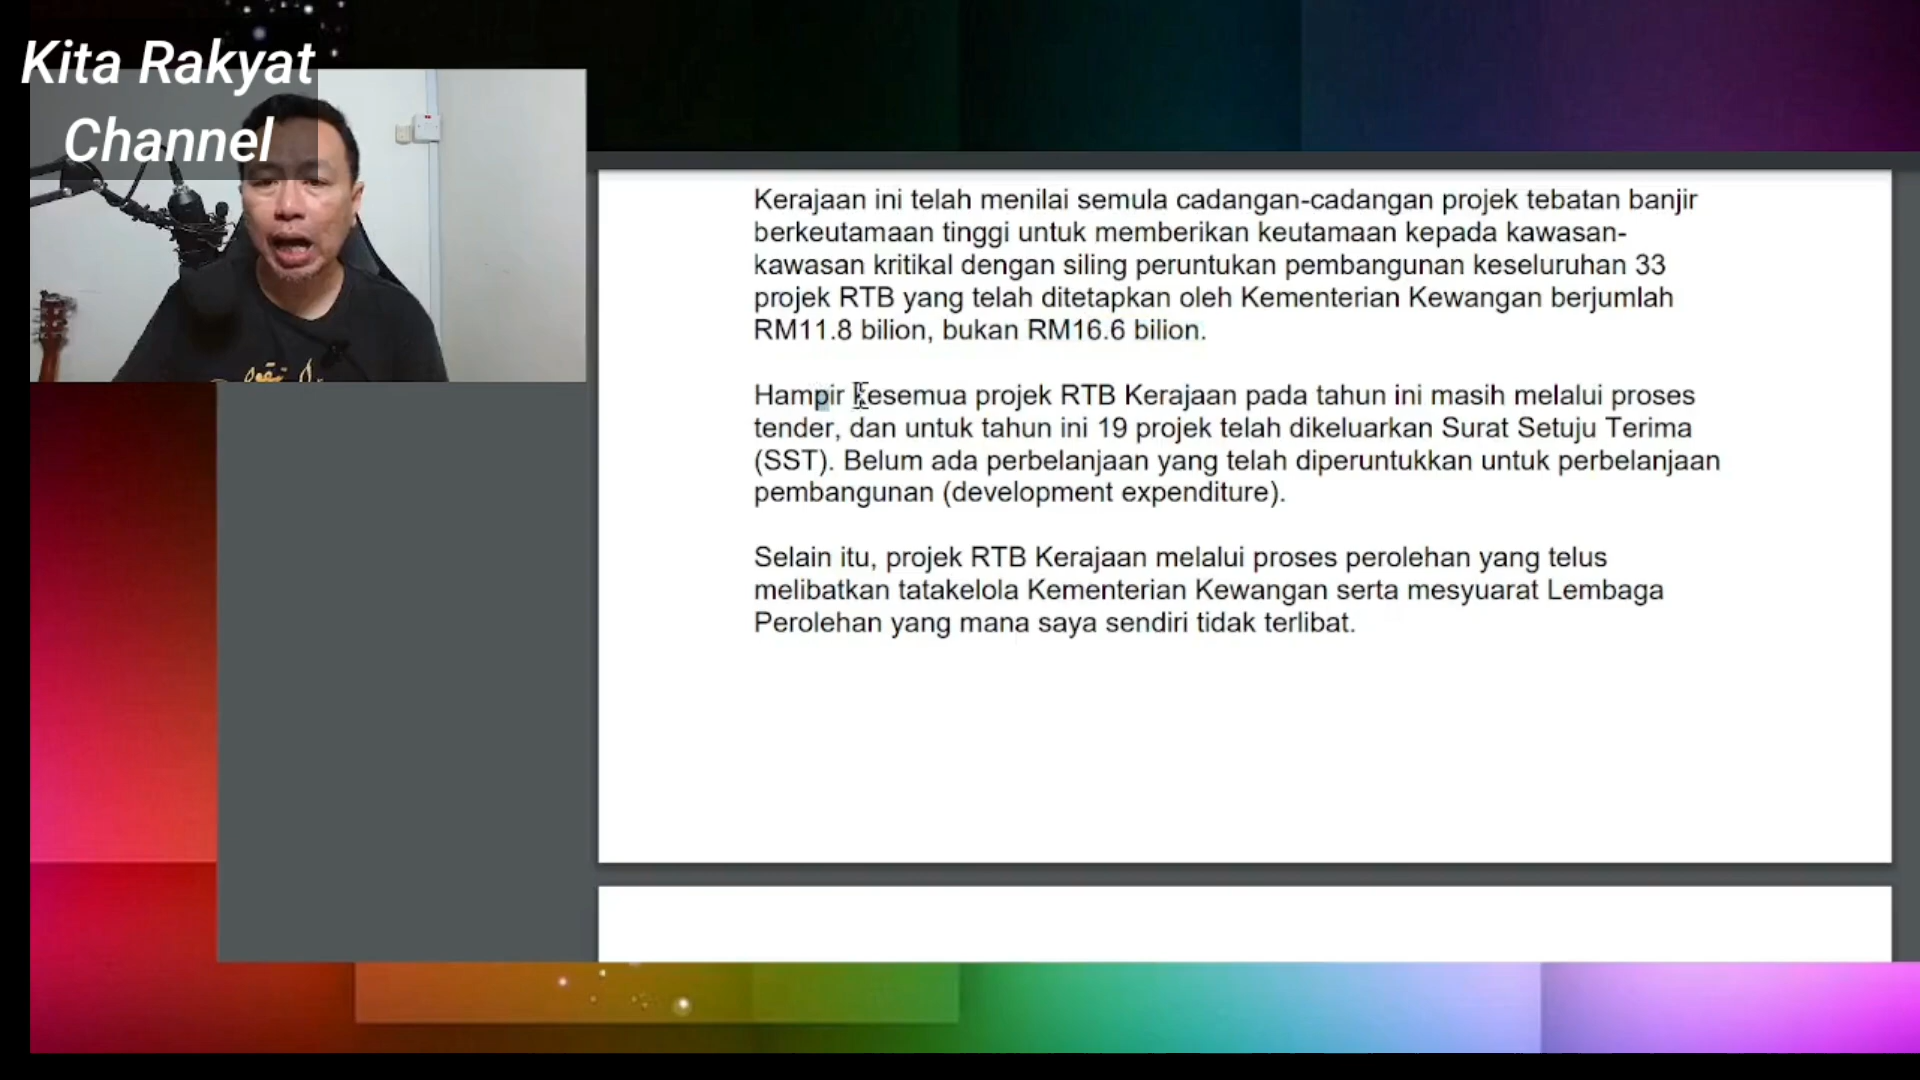 Kita Rakyat
Channel
Kerajaan ini telah menilai semula cadangan-cadangan projek tebatan banjir
berkeutamaan tinggi untuk memberikan keutamaan kepada kawasan-
kawasan kritikal dengan siling peruntukan pembangunan keseluruhan 33
projek RTB yang telah ditetapkan oleh Kementerian Kewangan berjumlah
RM11.8 bilion, bukan RM16.6 bilion.
Hampir kesemua projek RTB Kerajaan pada tahun ini masih melalui proses
tender, dan untuk tahun ini 19 projek telah dikeluarkan Surat Setuju Terima
(SST). Belum ada perbelanjaan yang telah diperuntukkan untuk perbelanjaan
pembangunan (development expenditure).
Selain itu, projek RTB Kerajaan melalui proses perolehan yang telus
melibatkan tatakelola Kementerian Kewangan serta mesyuarat Lembaga
Perolehan yang mana saya sendiri tidak terlibat.